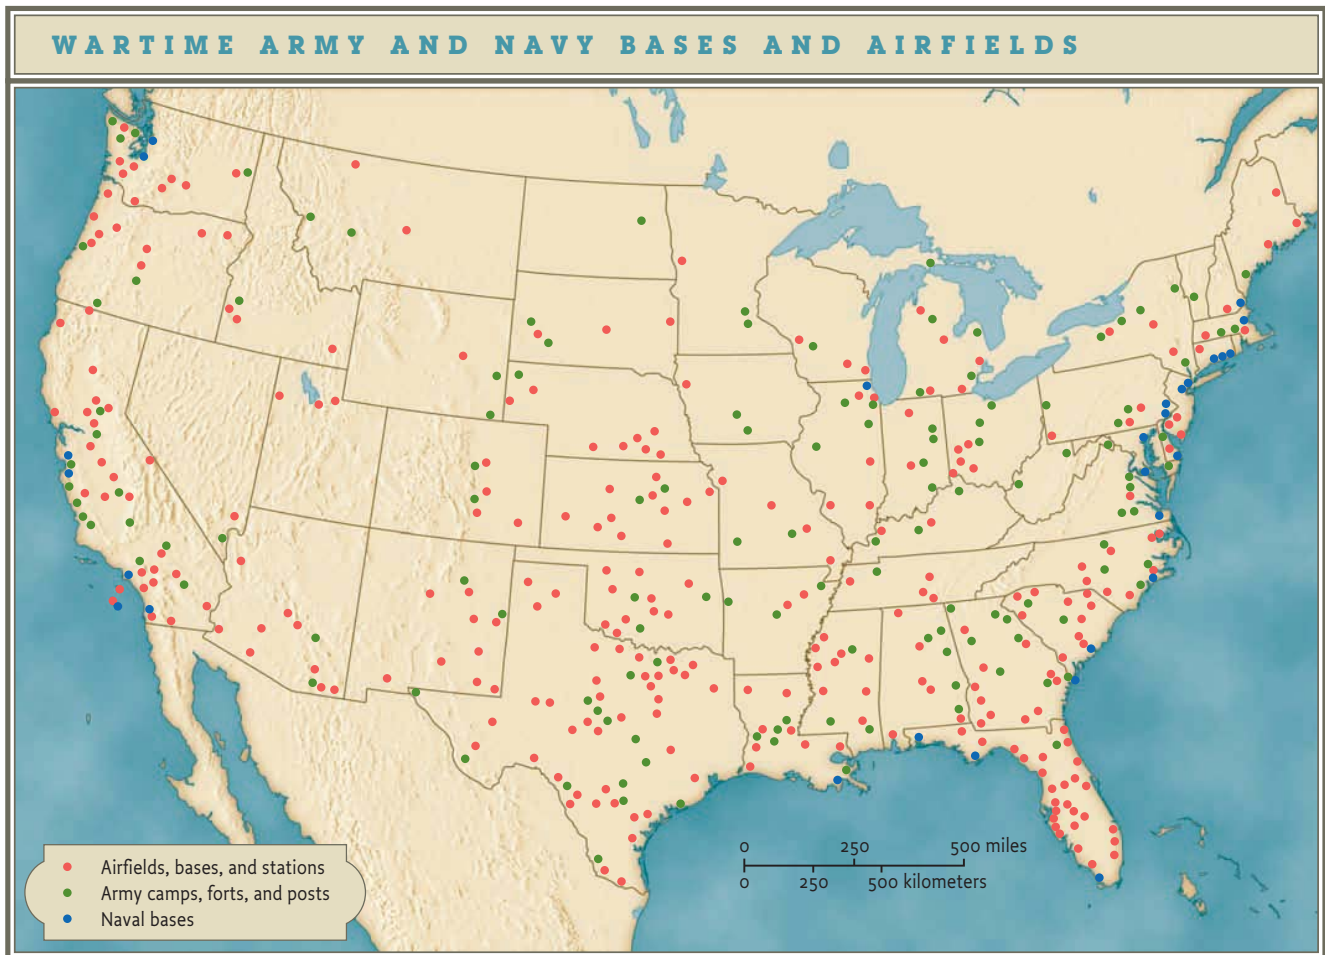 WARTIME ARMY AND NAVY BASES AND AIRFIELDS
0 250 500 miles
0 250 500 kilometers
Airfields, bases, and stations
Army camps, forts, and posts
Naval bases